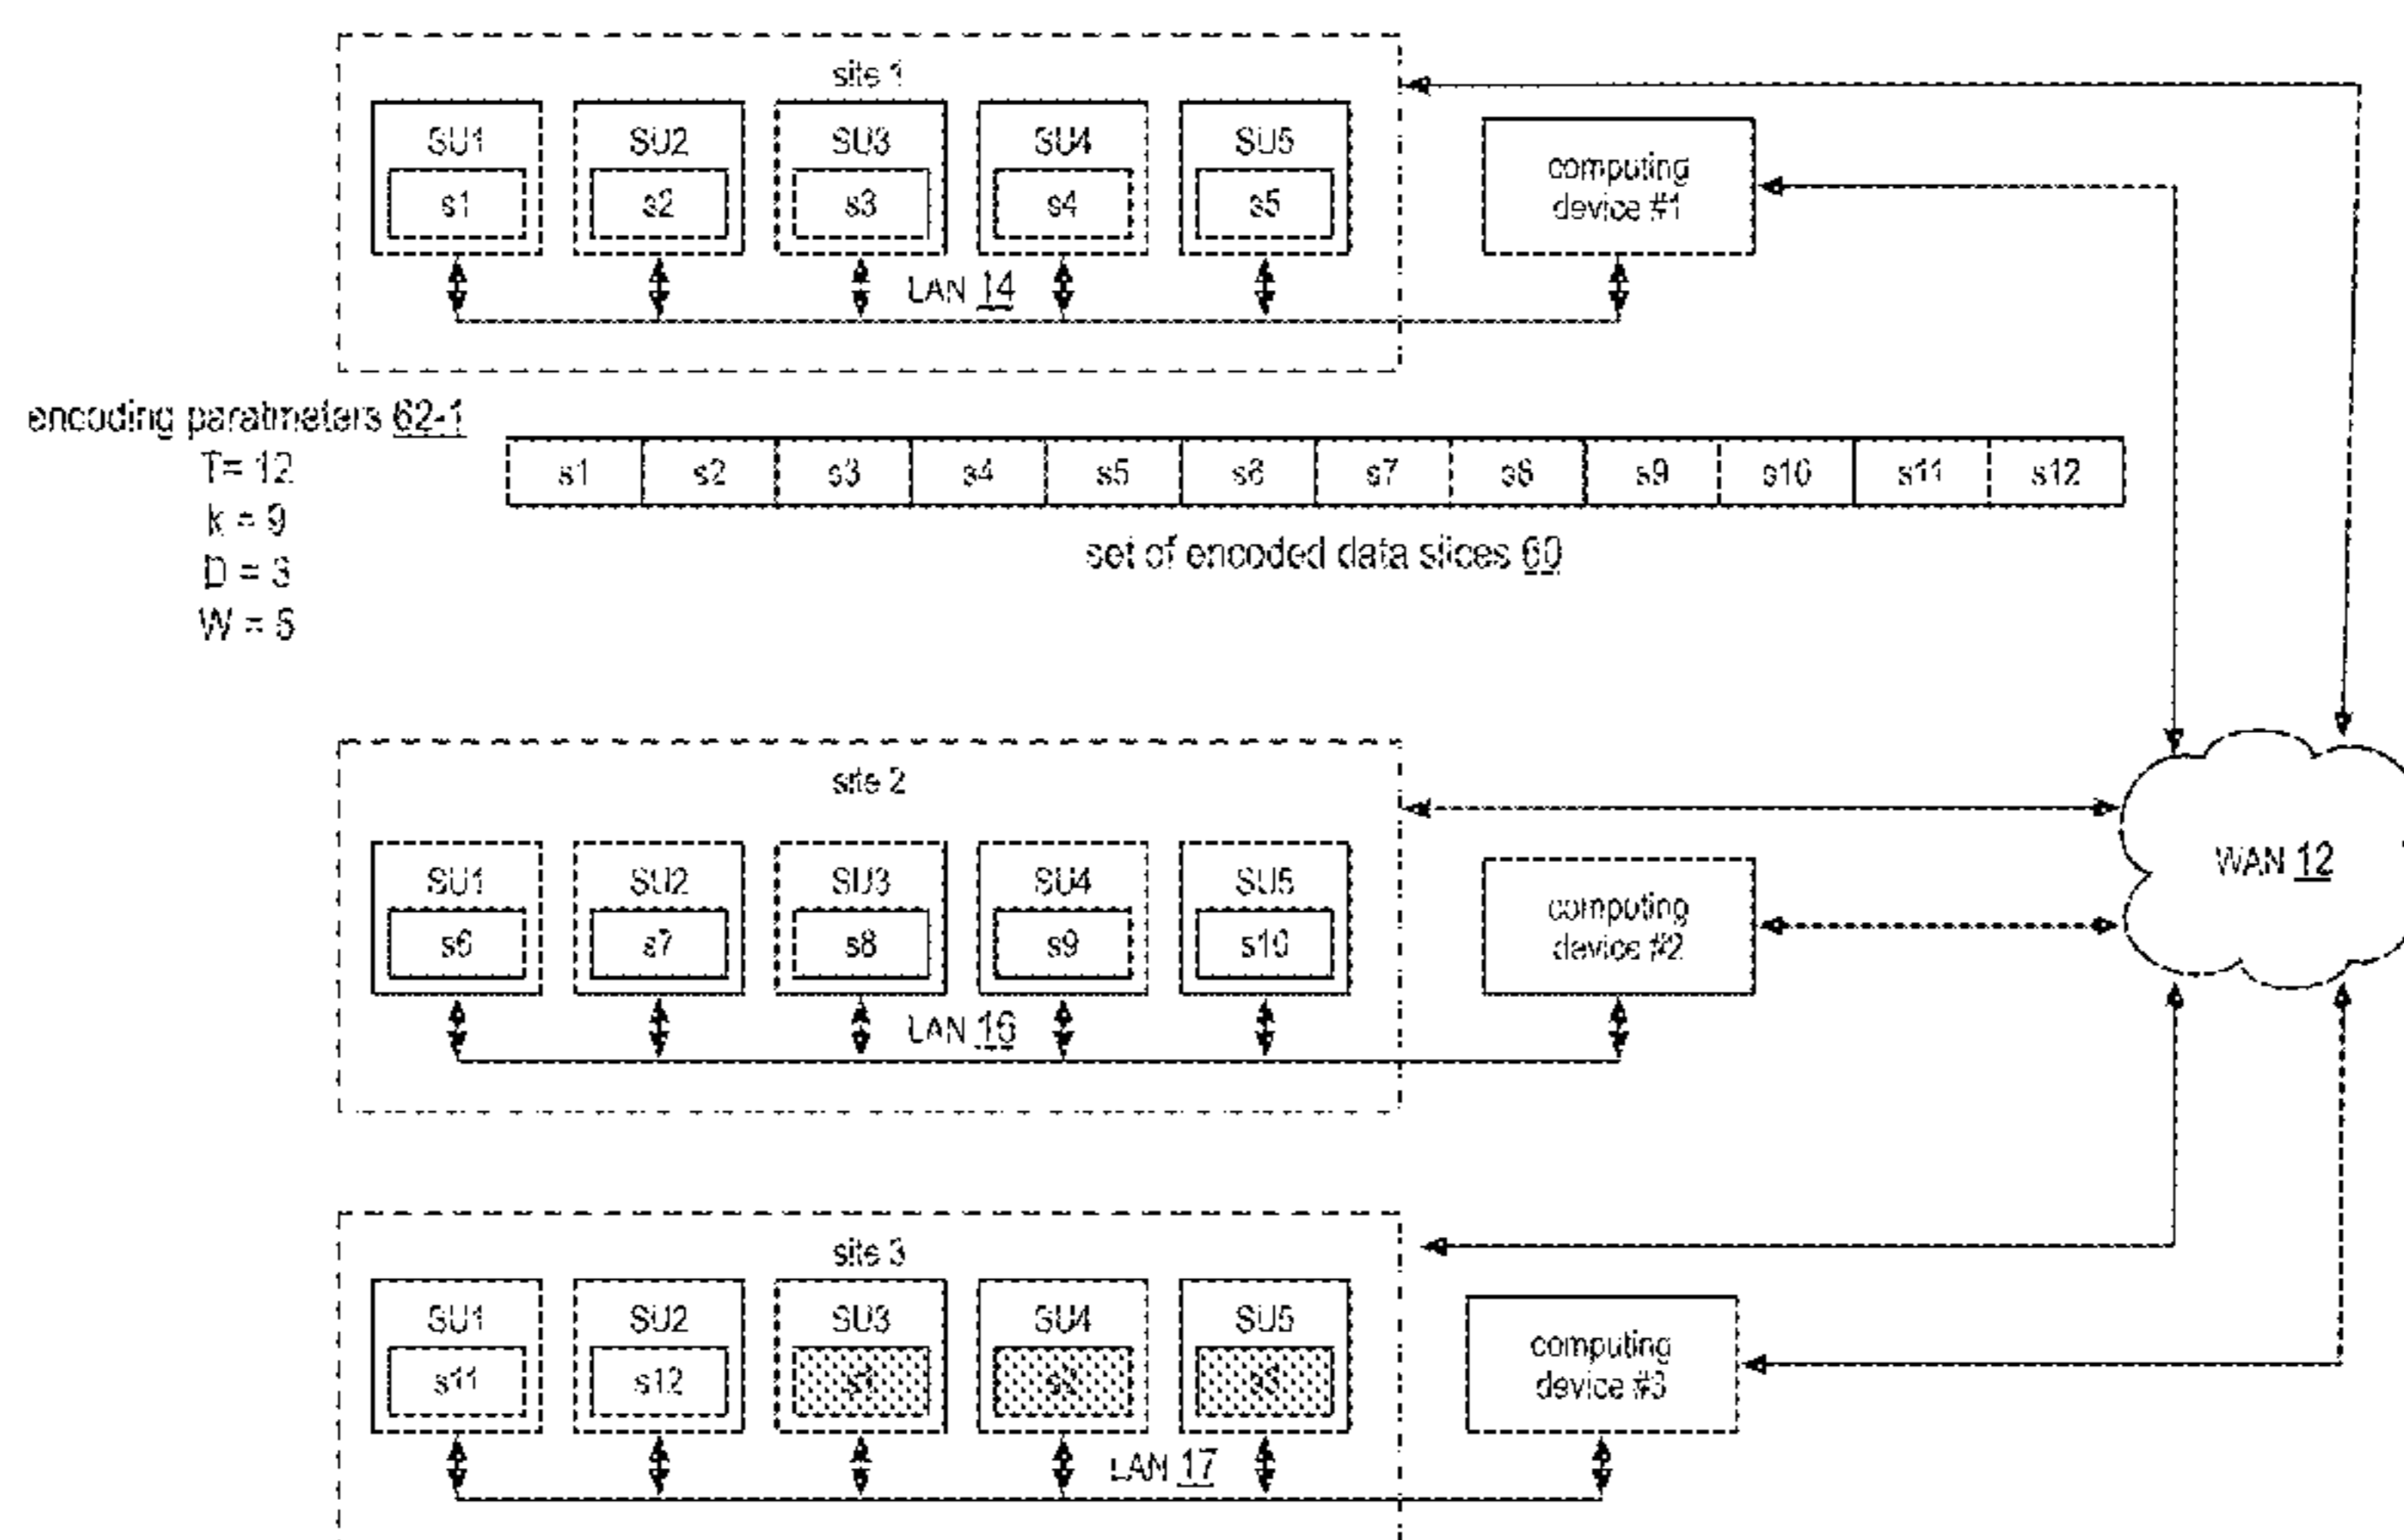 site 1
SU1 SU2 SU3 SU4 SU5
s1 s2 s3 s4 s5
LAN 14
computing
device #1
encoding paratmeters 62-1
T= 12
k = 9
D = 3
W = 5
s1 s2 s3 s4 s5 s6 s7 s8 s9 s10 s11 s12
set of encoded data slices 60
site 2
SU1 SU2 SU3 SU4 SU5
s6 s7 s8 s9 s10
LAN 16
computing
device #2
WAN 12
site 3
SU1 SU2 SU3 SU4 SU5
s11 s12 s1 s2 s3
LAN 17
computing
device #3